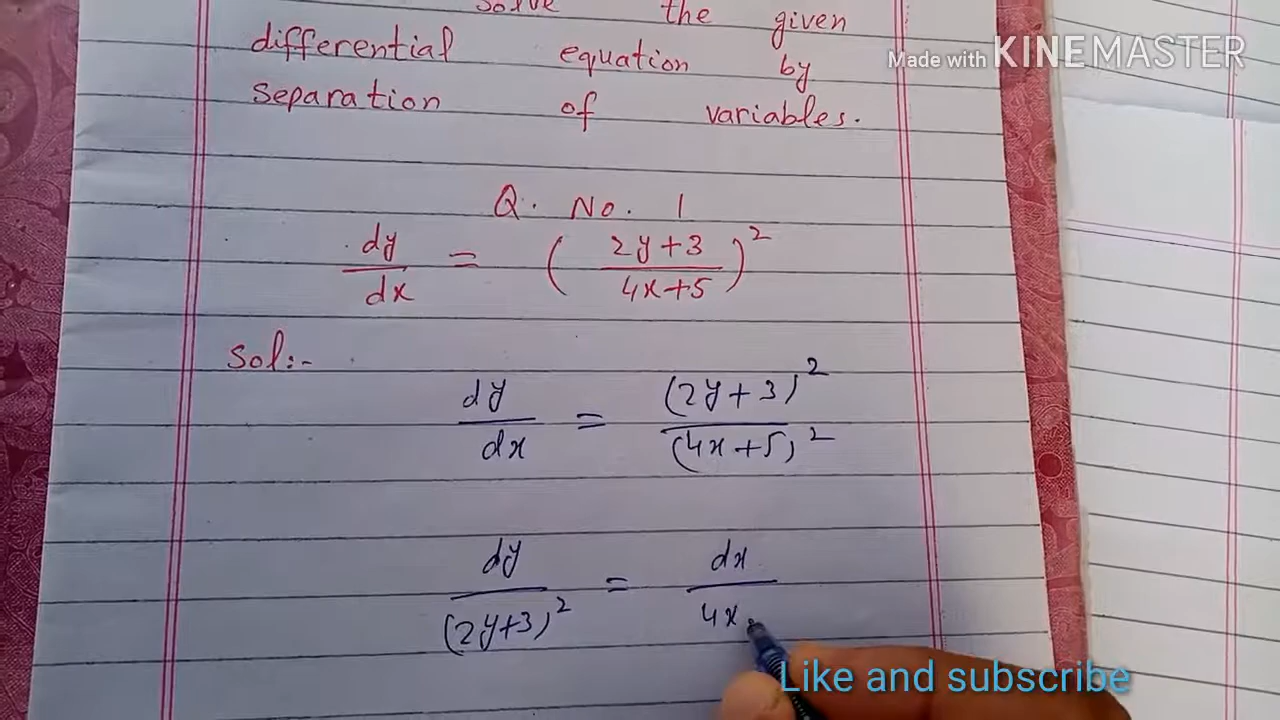 Solve the given
differential equation by
separation of variables.
Made with KINEMASTER
Q. No. 1
dy/dx = (2y+3/4x+5)²
Sol:-
dy/dx = (2y+3)²/(4x+5)²
dy/(2y+3)² = dx/4x
Like and subscribe